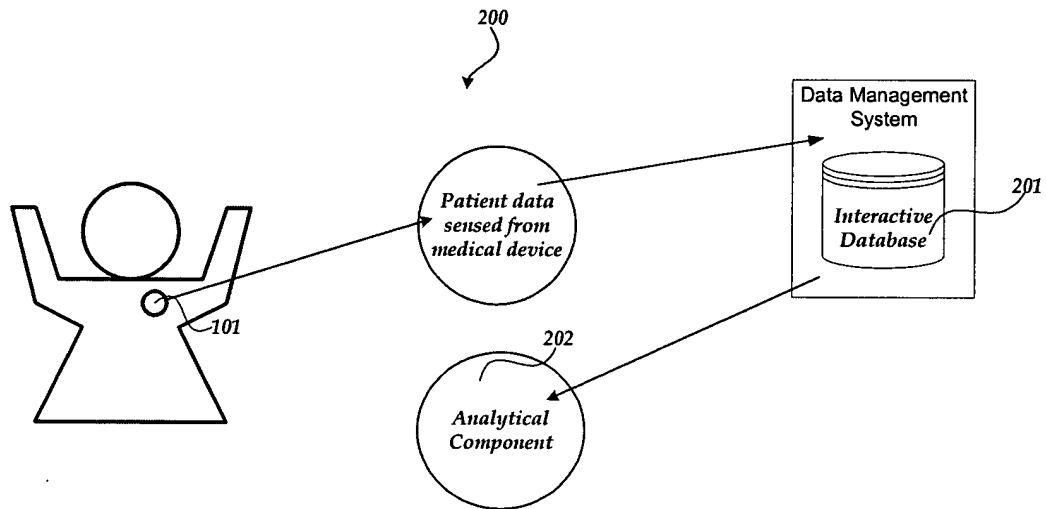 200
Data Management
System
Patient data
sensed from
medical device
Interactive
Database
201
101
202
Analytical
Component